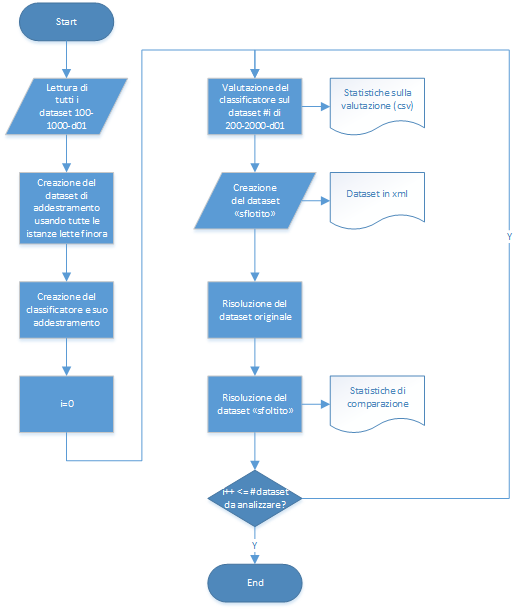 Start
Lettura di
tutti i
dataset 100-
1000-d01
Creazione del
dataset di
addestramento
usando tutte le
istanze lette finora
Creazione del
classificatore e suo
addestramento
i=0
Valutazione del
classificatore sul
dataset #i di
200-2000-d01
Statistiche sulla
valutazione (csv)
Creazione
del dataset
«sflotito»
Dataset in xml
Risoluzione del
dataset originale
Risoluzione del
dataset «sfoltito»
Statistiche di
comparazione
i++ <= #dataset
da analizzare?
Y
Y
End